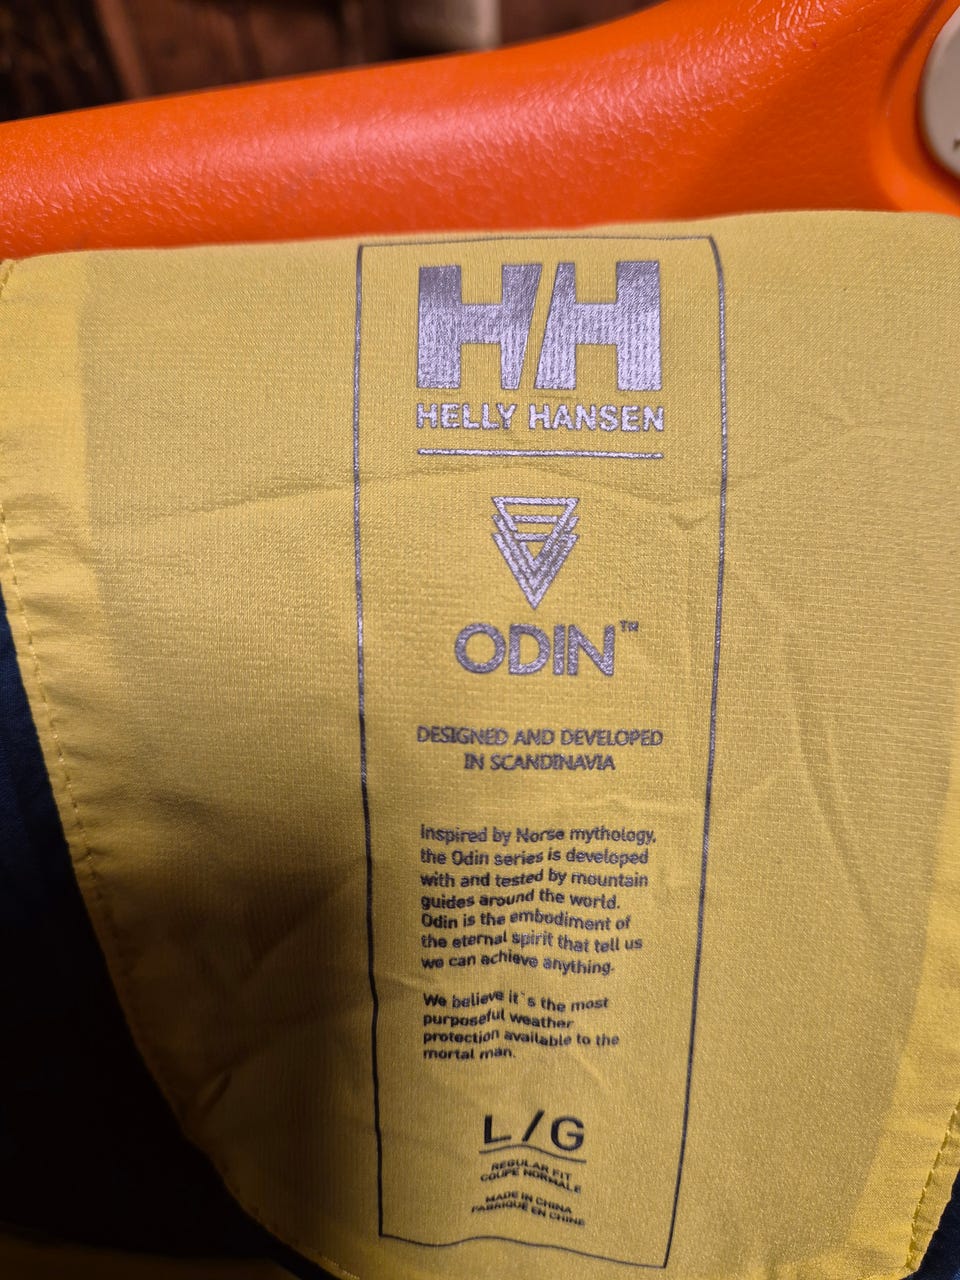 HH
HELLY HANSEN
ODIN™
DESIGNED AND DEVELOPED
IN SCANDINAVIA
Inspired by Norse mythology,
the Odin series is developed
with and tested by mountain
guides around the world.
Odin is the embodiment of
the eternal spirit that tell us
we can achieve anything.
We believe it`s the most
purposeful weather
protection available to the
mortal man.
L/G
REGULAR FIT
COUPE NORMALE
MADE IN CHINA
FABRIQUÉ EN CHINE